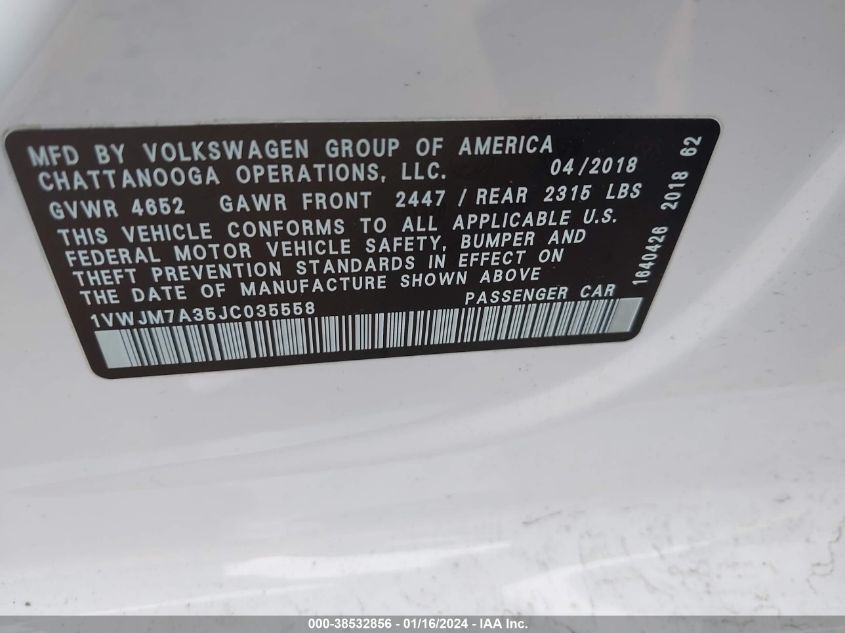 MFD BY VOLKSWAGEN GROUP OF AMERICA
CHATTANOOGA OPERATIONS, LLC. 04/2018
GVWR 4652 GAWR FRONT 2447 / REAR 2315 LBS
THIS VEHICLE CONFORMS TO ALL APPLICABLE U.S.
FEDERAL MOTOR VEHICLE SAFETY, BUMPER AND
THEFT PREVENTION STANDARDS IN EFFECT ON
THE DATE OF MANUFACTURE SHOWN ABOVE
1VWJM7A35JC035558 PASSENGER CAR
1640426 2018 62
000-38532856 - 01/16/2024 - IAA Inc.